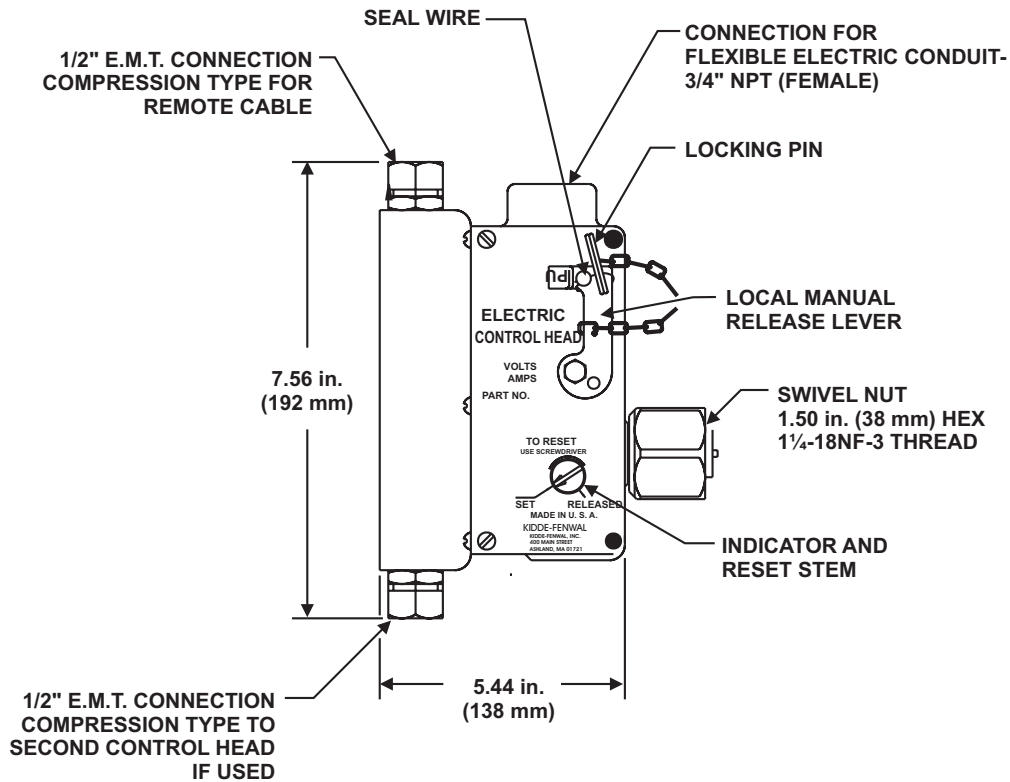 SEAL WIRE
1/2" E.M.T. CONNECTION
COMPRESSION TYPE FOR
REMOTE CABLE
CONNECTION FOR
FLEXIBLE ELECTRIC CONDUIT-
3/4" NPT (FEMALE)
LOCKING PIN
LOCAL MANUAL
RELEASE LEVER
PU
ELECTRIC
CONTROL HEAD
VOLTS
AMPS
PART NO.
7.56 in.
(192 mm)
SWIVEL NUT
1.50 in. (38 mm) HEX
1¼-18NF-3 THREAD
TO RESET
USE SCREWDRIVER
SET RELEASED
MADE IN U. S. A.
KIDDE-FENWAL
KIDDE-FENWAL, INC.
400 MAIN STREET
ASHLAND, MA 01721
INDICATOR AND
RESET STEM
5.44 in.
(138 mm)
1/2" E.M.T. CONNECTION
COMPRESSION TYPE TO
SECOND CONTROL HEAD
IF USED